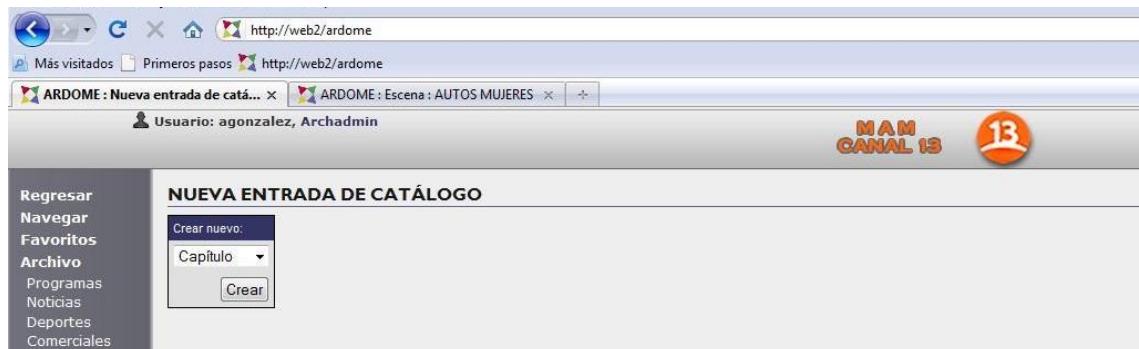 http://web2/ardome
Más visitados Primeros pasos http://web2/ardome
ARDOME : Nueva entrada de catá... ARDOME : Escena : AUTOS MUJERES
Usuario: agonzalez, Archadmin
MAM
CANAL 13
13
Regresar
Navegar
Favoritos
Archivo
Programas
Noticias
Deportes
Comerciales
NUEVA ENTRADA DE CATÁLOGO
Crear nuevo:
Capítulo
Crear